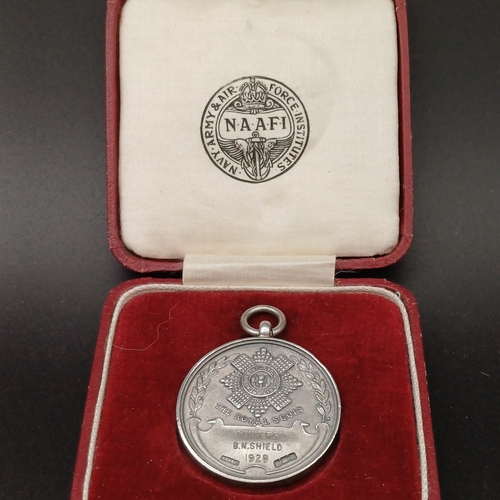 NAVY·ARMY & AIR FORCE·INSTITUTES
N·A·A·F·I
THE ROYAL SCOTS
B.N.SHIELD
1928